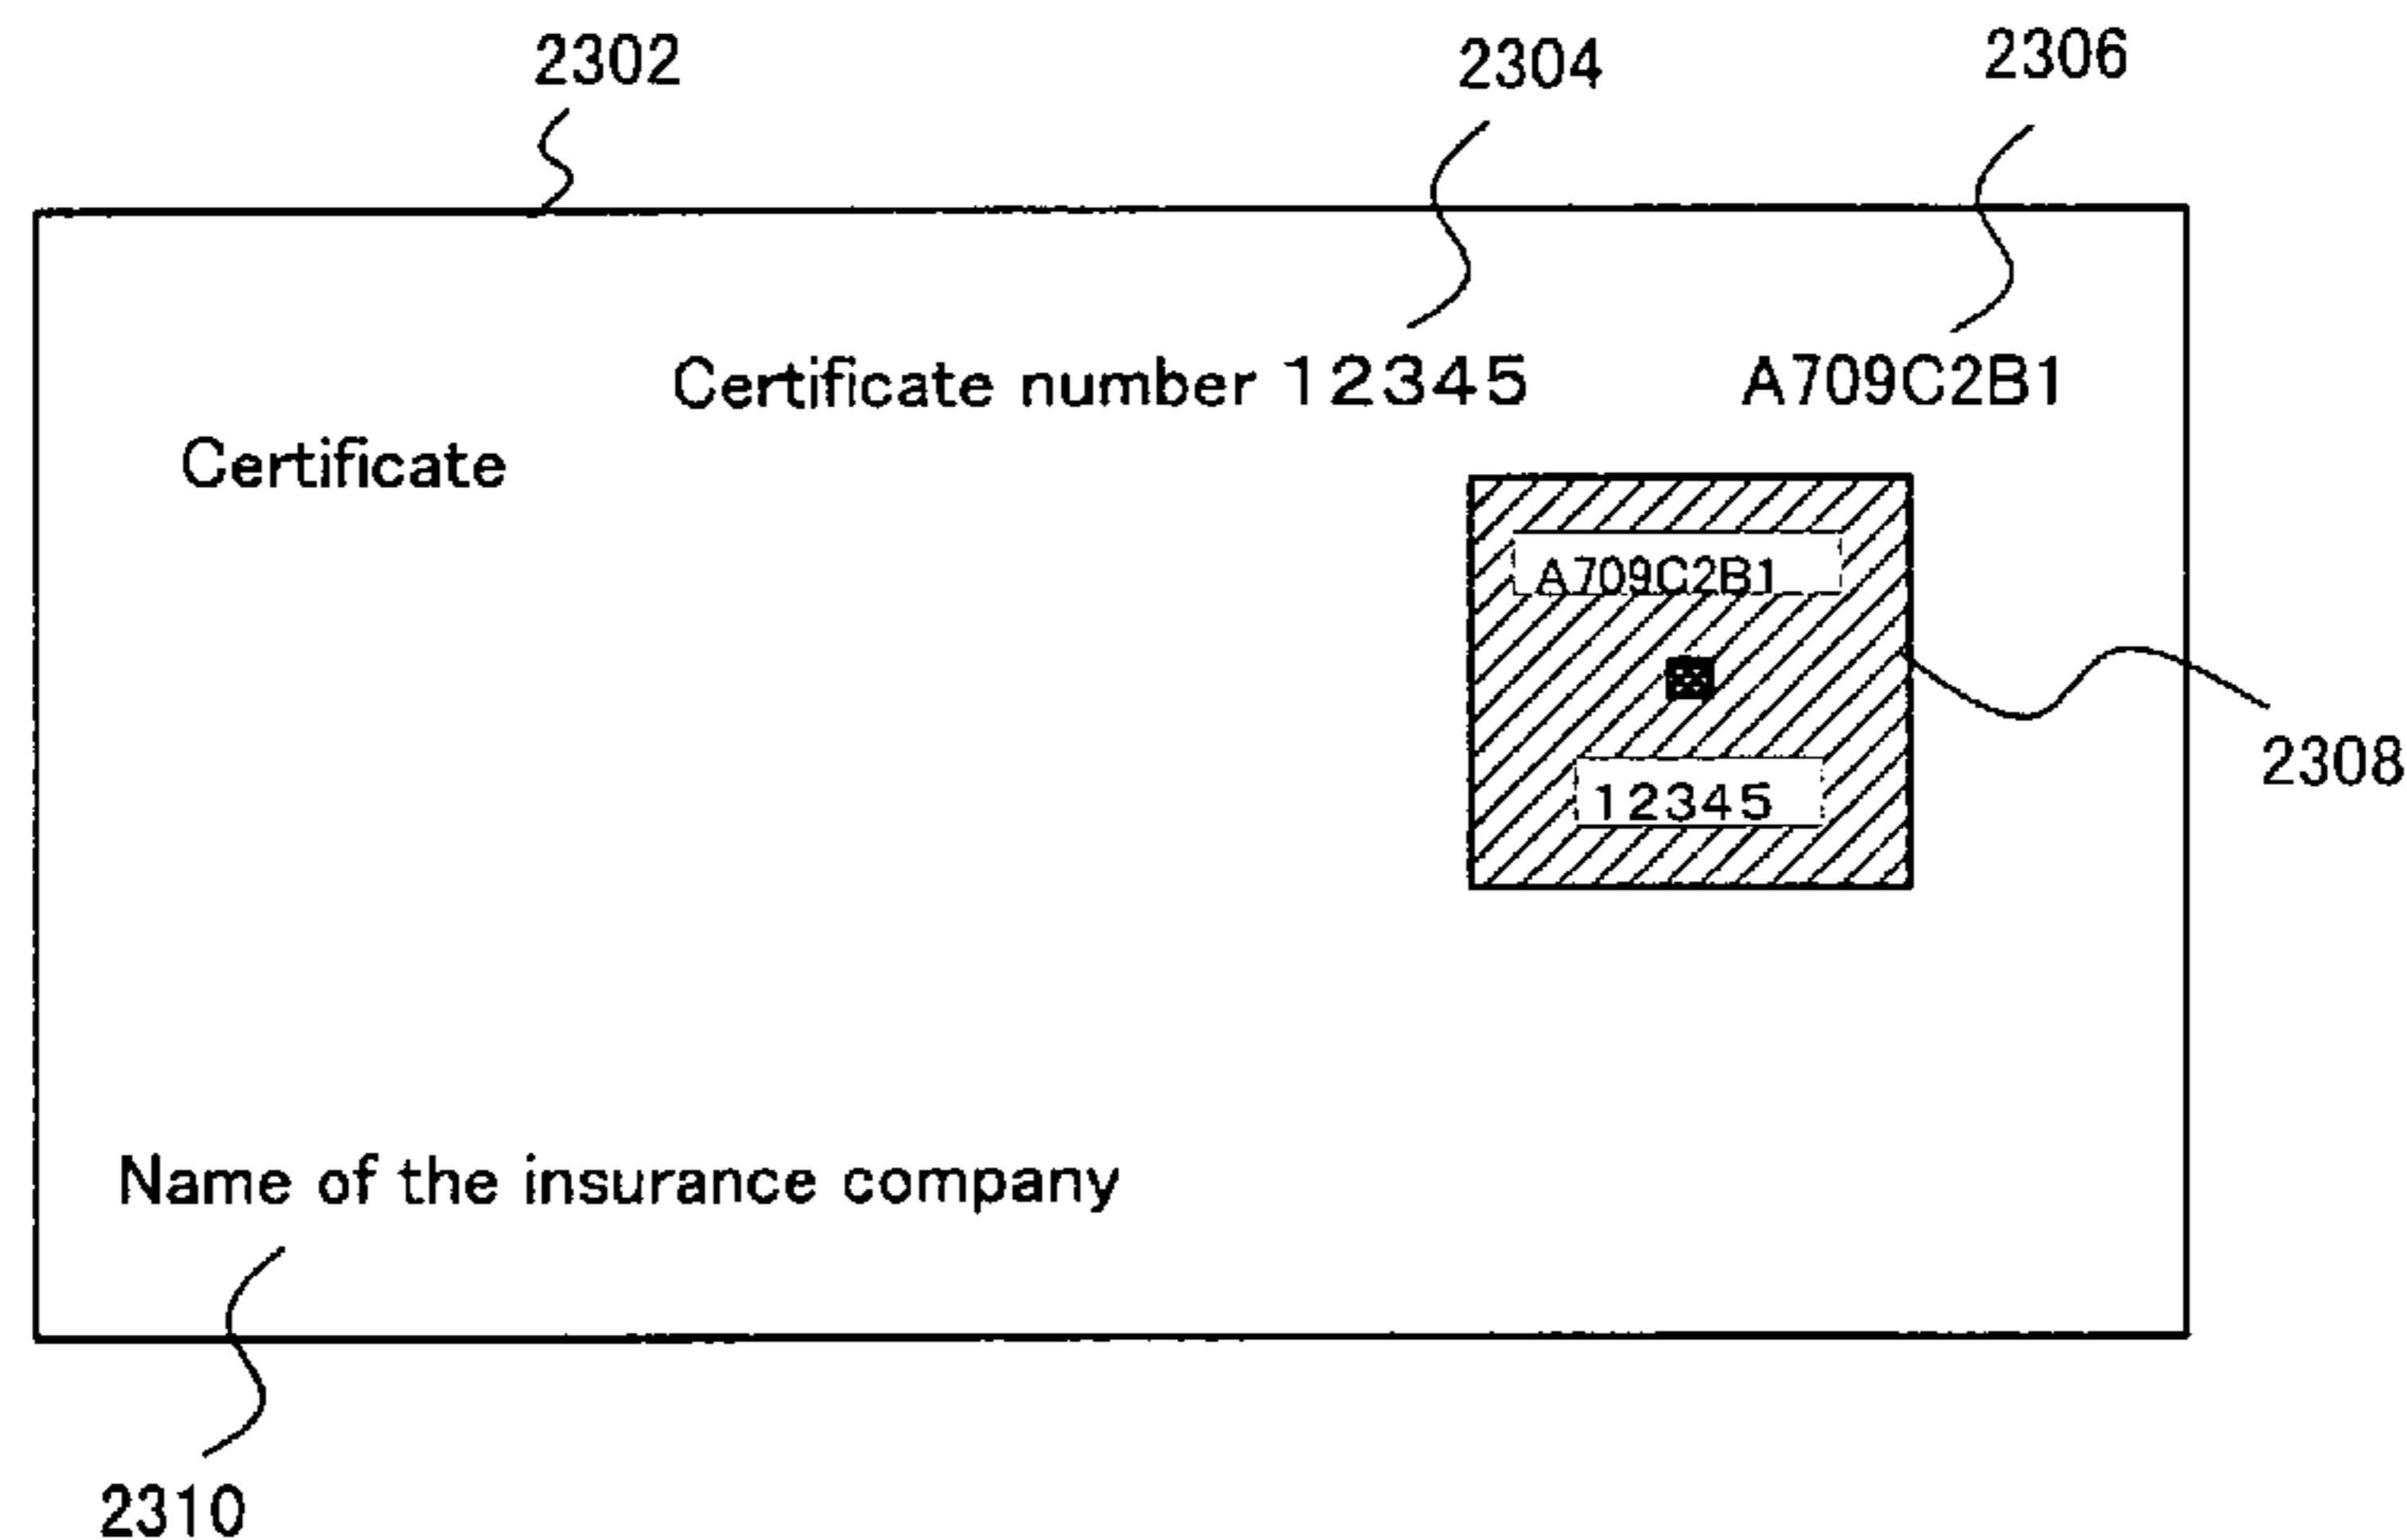 2302 2304 2306
Certificate number 12345 A709C2B1
Certificate
A709C2B1
12345
2308
Name of the insurance company
2310